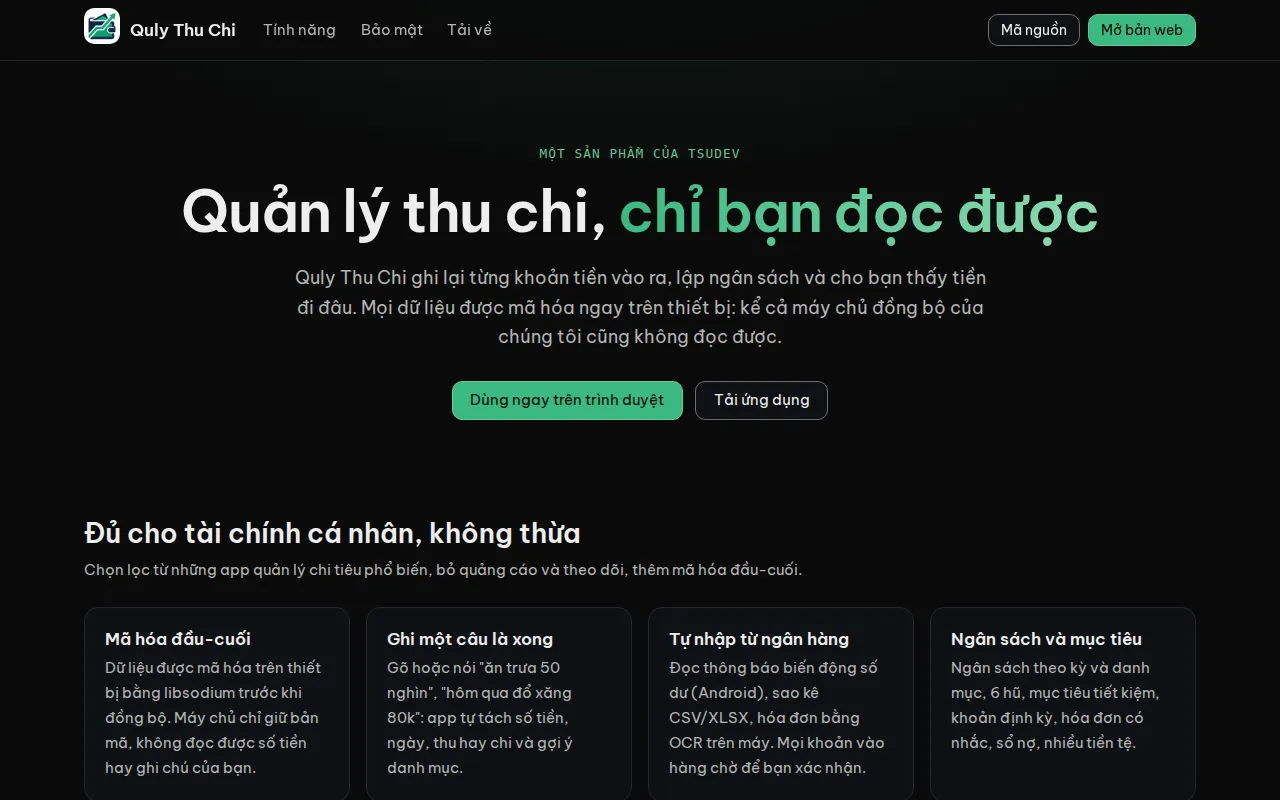 Quly Thu Chi
Tính năng
Bảo mật
Tải về
Mã nguồn
Mở bản web
MỘT SẢN PHẨM CỦA TSUDEV
Quản lý thu chi, chỉ bạn đọc được
Quly Thu Chi ghi lại từng khoản tiền vào ra, lập ngân sách và cho bạn thấy tiền
đi đâu. Mọi dữ liệu được mã hóa ngay trên thiết bị: kể cả máy chủ đồng bộ của
chúng tôi cũng không đọc được.
Dùng ngay trên trình duyệt
Tải ứng dụng
Đủ cho tài chính cá nhân, không thừa
Chọn lọc từ những app quản lý chi tiêu phổ biến, bỏ quảng cáo và theo dõi, thêm mã hóa đầu-cuối.
Mã hóa đầu-cuối
Dữ liệu được mã hóa trên thiết
bị bằng libsodium trước khi
đồng bộ. Máy chủ chỉ giữ bản
mã, không đọc được số tiền
hay ghi chú của bạn.
Ghi một câu là xong
Gõ hoặc nói "ăn trưa 50
nghìn", "hôm qua đổ xăng
80k": app tự tách số tiền,
ngày, thu hay chi và gợi ý
danh mục.
Tự nhập từ ngân hàng
Đọc thông báo biến động số
dư (Android), sao kê
CSV/XLSX, hóa đơn bằng
OCR trên máy. Mọi khoản vào
hàng chờ để bạn xác nhận.
Ngân sách và mục tiêu
Ngân sách theo kỳ và danh
mục, 6 hũ, mục tiêu tiết kiệm,
khoản định kỳ, hóa đơn có
nhắc, sổ nợ, nhiều tiền tệ.